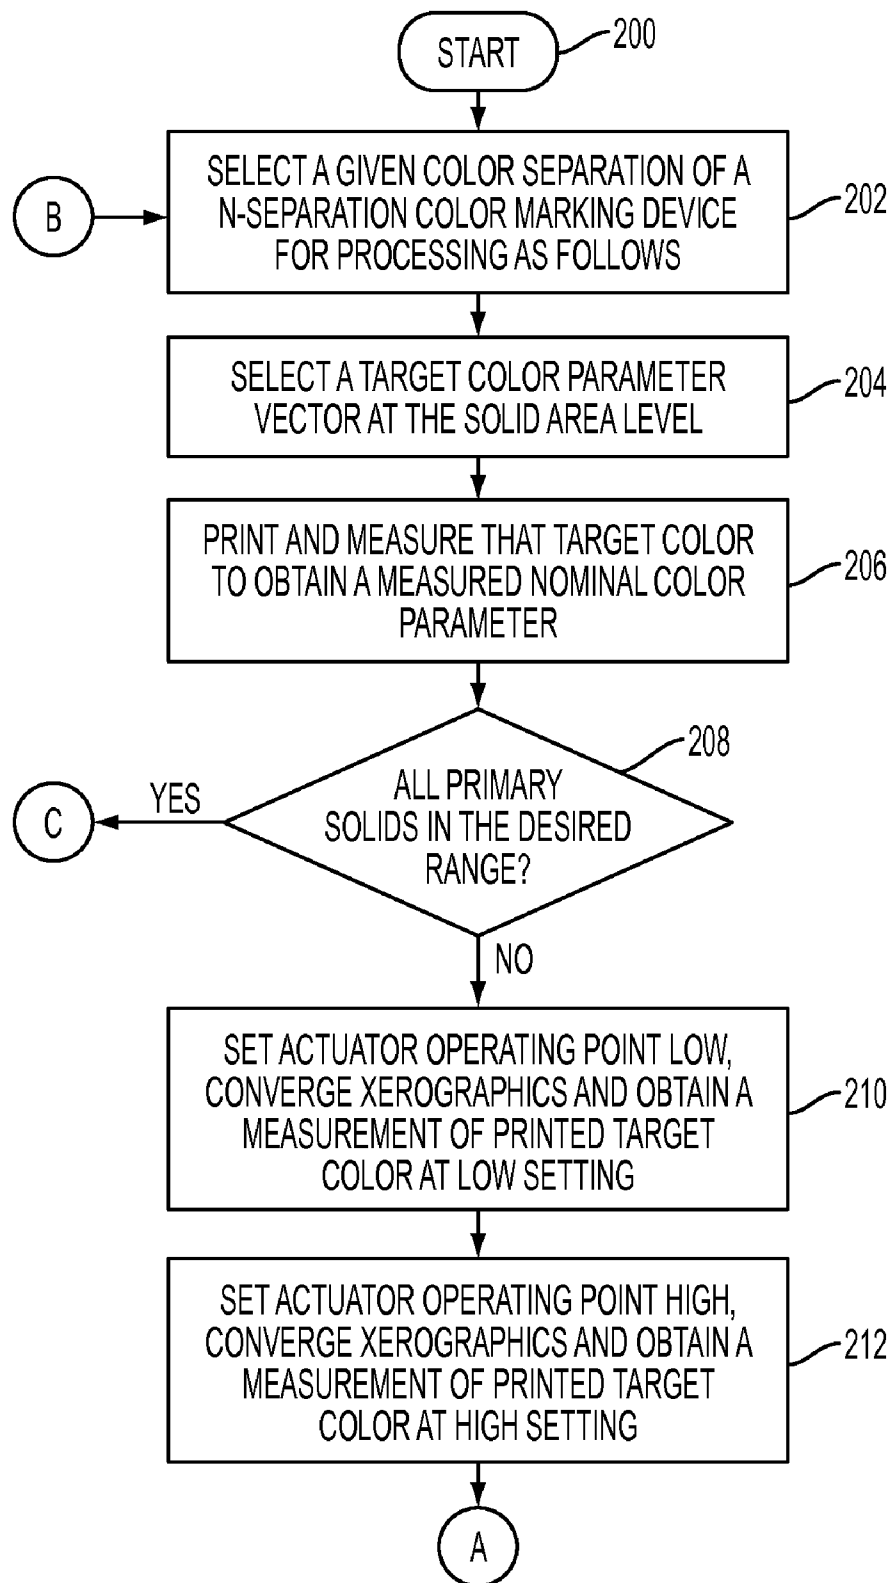 START
200
SELECT A GIVEN COLOR SEPARATION OF A
N-SEPARATION COLOR MARKING DEVICE
FOR PROCESSING AS FOLLOWS
202
B
SELECT A TARGET COLOR PARAMETER
VECTOR AT THE SOLID AREA LEVEL
204
PRINT AND MEASURE THAT TARGET COLOR
TO OBTAIN A MEASURED NOMINAL COLOR
PARAMETER
206
208
ALL PRIMARY
SOLIDS IN THE DESIRED
RANGE?
YES
C
NO
SET ACTUATOR OPERATING POINT LOW,
CONVERGE XEROGRAPHICS AND OBTAIN A
MEASUREMENT OF PRINTED TARGET
COLOR AT LOW SETTING
210
SET ACTUATOR OPERATING POINT HIGH,
CONVERGE XEROGRAPHICS AND OBTAIN A
MEASUREMENT OF PRINTED TARGET
COLOR AT HIGH SETTING
212
A